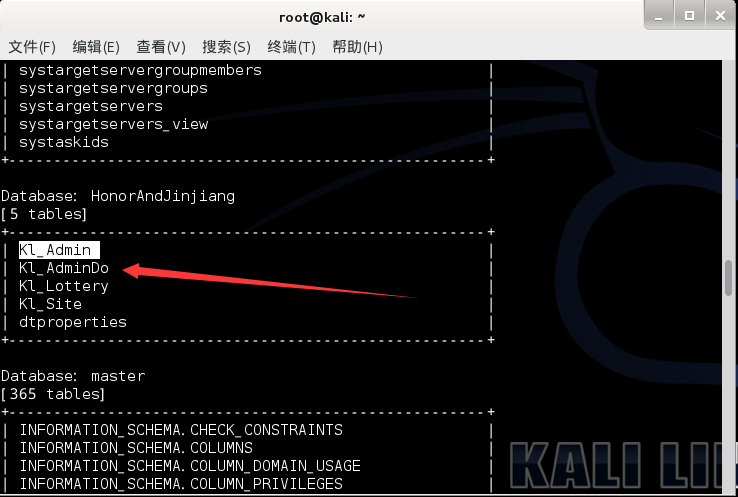 root@kali: ~
文件(F) 编辑(E) 查看(V) 搜索(S) 终端(T) 帮助(H)
| systargetservergroupmembers |
| systargetservergroups |
| systargetservers |
| systargetservers_view |
| systaskids |
+----------------------------------------------------+
Database: HonorAndJinjiang
[5 tables]
+----------------------------------------------------+
| Kl_Admin |
| Kl_AdminDo |
| Kl_Lottery |
| Kl_Site |
| dtproperties |
+----------------------------------------------------+
Database: master
[365 tables]
+----------------------------------------------------+
| INFORMATION_SCHEMA.CHECK_CONSTRAINTS |
| INFORMATION_SCHEMA.COLUMNS |
| INFORMATION_SCHEMA.COLUMN_DOMAIN_USAGE |
| INFORMATION_SCHEMA.COLUMN_PRIVILEGES |
KALI LI